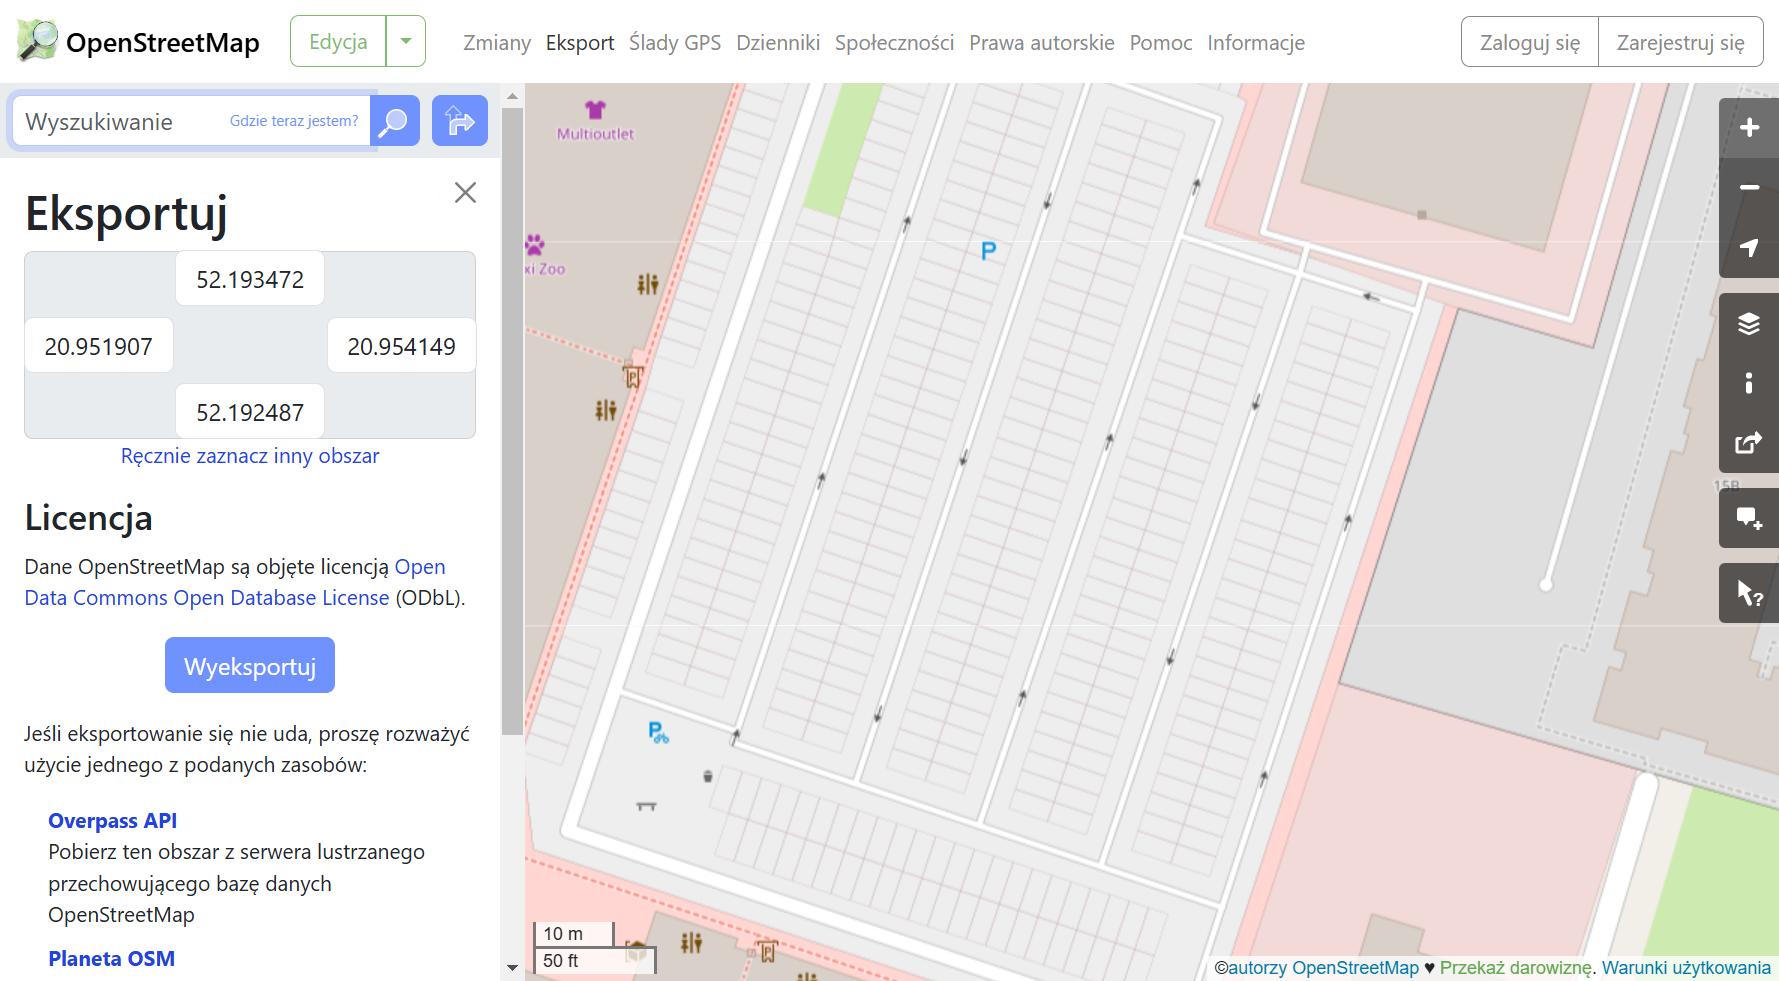 OpenStreetMap
Edycja
Zmiany Eksport Ślady GPS Dzienniki Społeczności Prawa autorskie Pomoc Informacje
Zaloguj się Zarejestruj się
Wyszukiwanie Gdzie teraz jestem?
Eksportuj
52.193472
20.951907 20.954149
52.192487
Ręcznie zaznacz inny obszar
Licencja
Dane OpenStreetMap są objęte licencją Open
Data Commons Open Database License (ODbL).
Wyeksportuj
Jeśli eksportowanie się nie uda, proszę rozważyć
użycie jednego z podanych zasobów:
Overpass API
Pobierz ten obszar z serwera lustrzanego
przechowującego bazę danych
OpenStreetMap
Planeta OSM
Multioutlet
xi Zoo
P
P
P
P
15B
?
10 m
50 ft
©autorzy OpenStreetMap ♥ Przekaż darowiznę. Warunki użytkowania